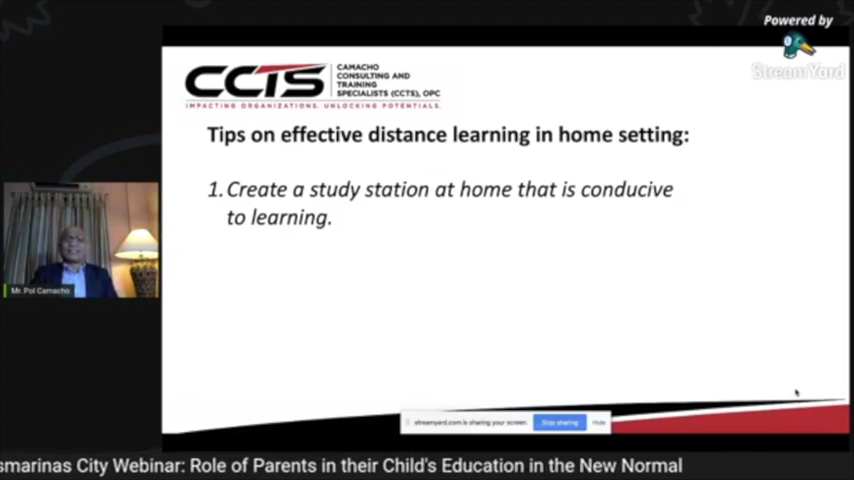 Powered by
StreamYard
CCTS
CAMACHO
CONSULTING AND
TRAINING
SPECIALISTS (CCTS), OPC
IMPACTING ORGANIZATIONS. UNLOCKING POTENTIALS.
Tips on effective distance learning in home setting:
1. Create a study station at home that is conducive
to learning.
Mr. Pol Camacho
streamyard.com is sharing your screen.
Stop sharing
Hide
smarinas City Webinar: Role of Parents in their Child's Education in the New Normal